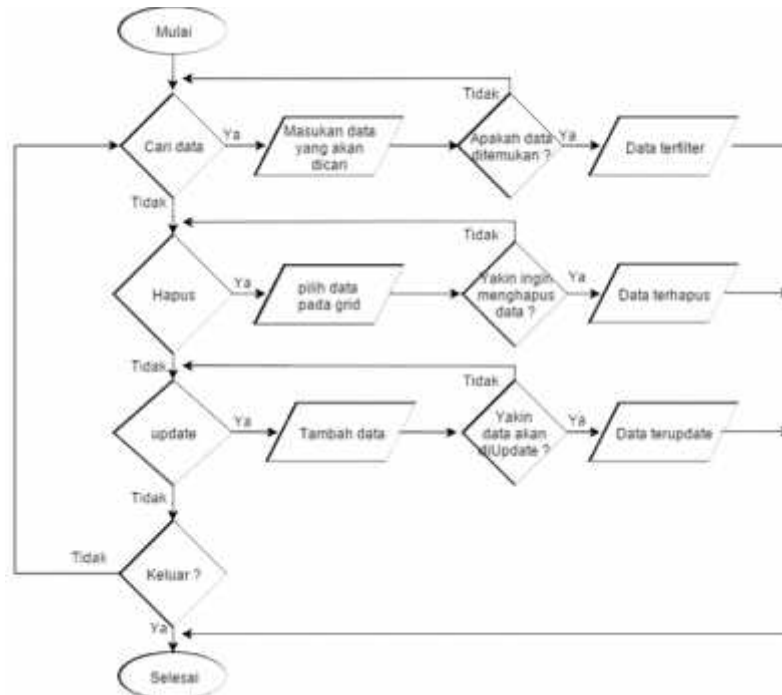 Mulai
Tidak
Tidak
Cari data
Ya
Masukan data
yang akan
dicari
Apakah data
ditemukan ?
Ya
Data terfilter
Tidak
Tidak
Hapus
Ya
pilih data
pada grid
Yakin ingin
menghapus
data ?
Ya
Data terhapus
Tidak
Tidak
update
Ya
Tambah data
Yakin
data akan
diUpdate ?
Ya
Data terupdate
Tidak
Tidak
Keluar ?
Ya
Selesai